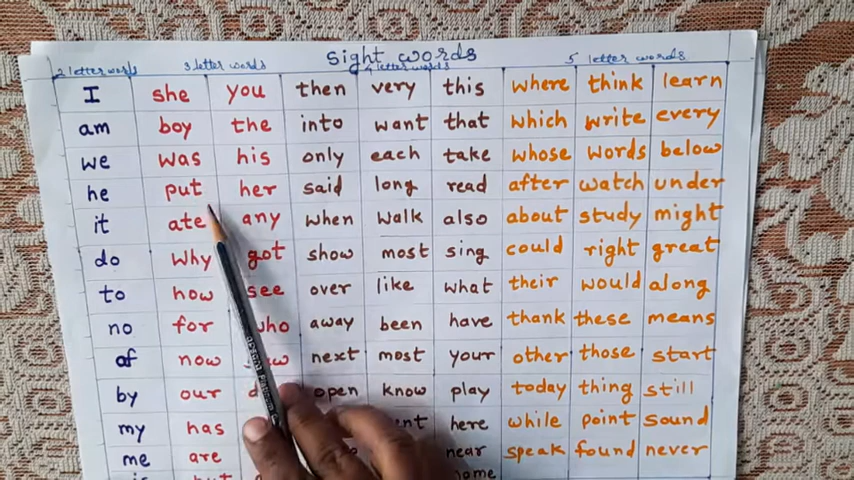 sight words
2 letter words 3 letter words 4 letter words 5 letter words
I she you then very this where think learn
am boy the into want that which write every
we was his only each take whose words below
he put her said long read after watch under
it ate any when walk also about study might
do why got show most sing could right great
to how see over like what their would along
no for who away been have thank these means
of now next most your other those start
by our open know play today thing still
my has here while point sound
me are near speak found never